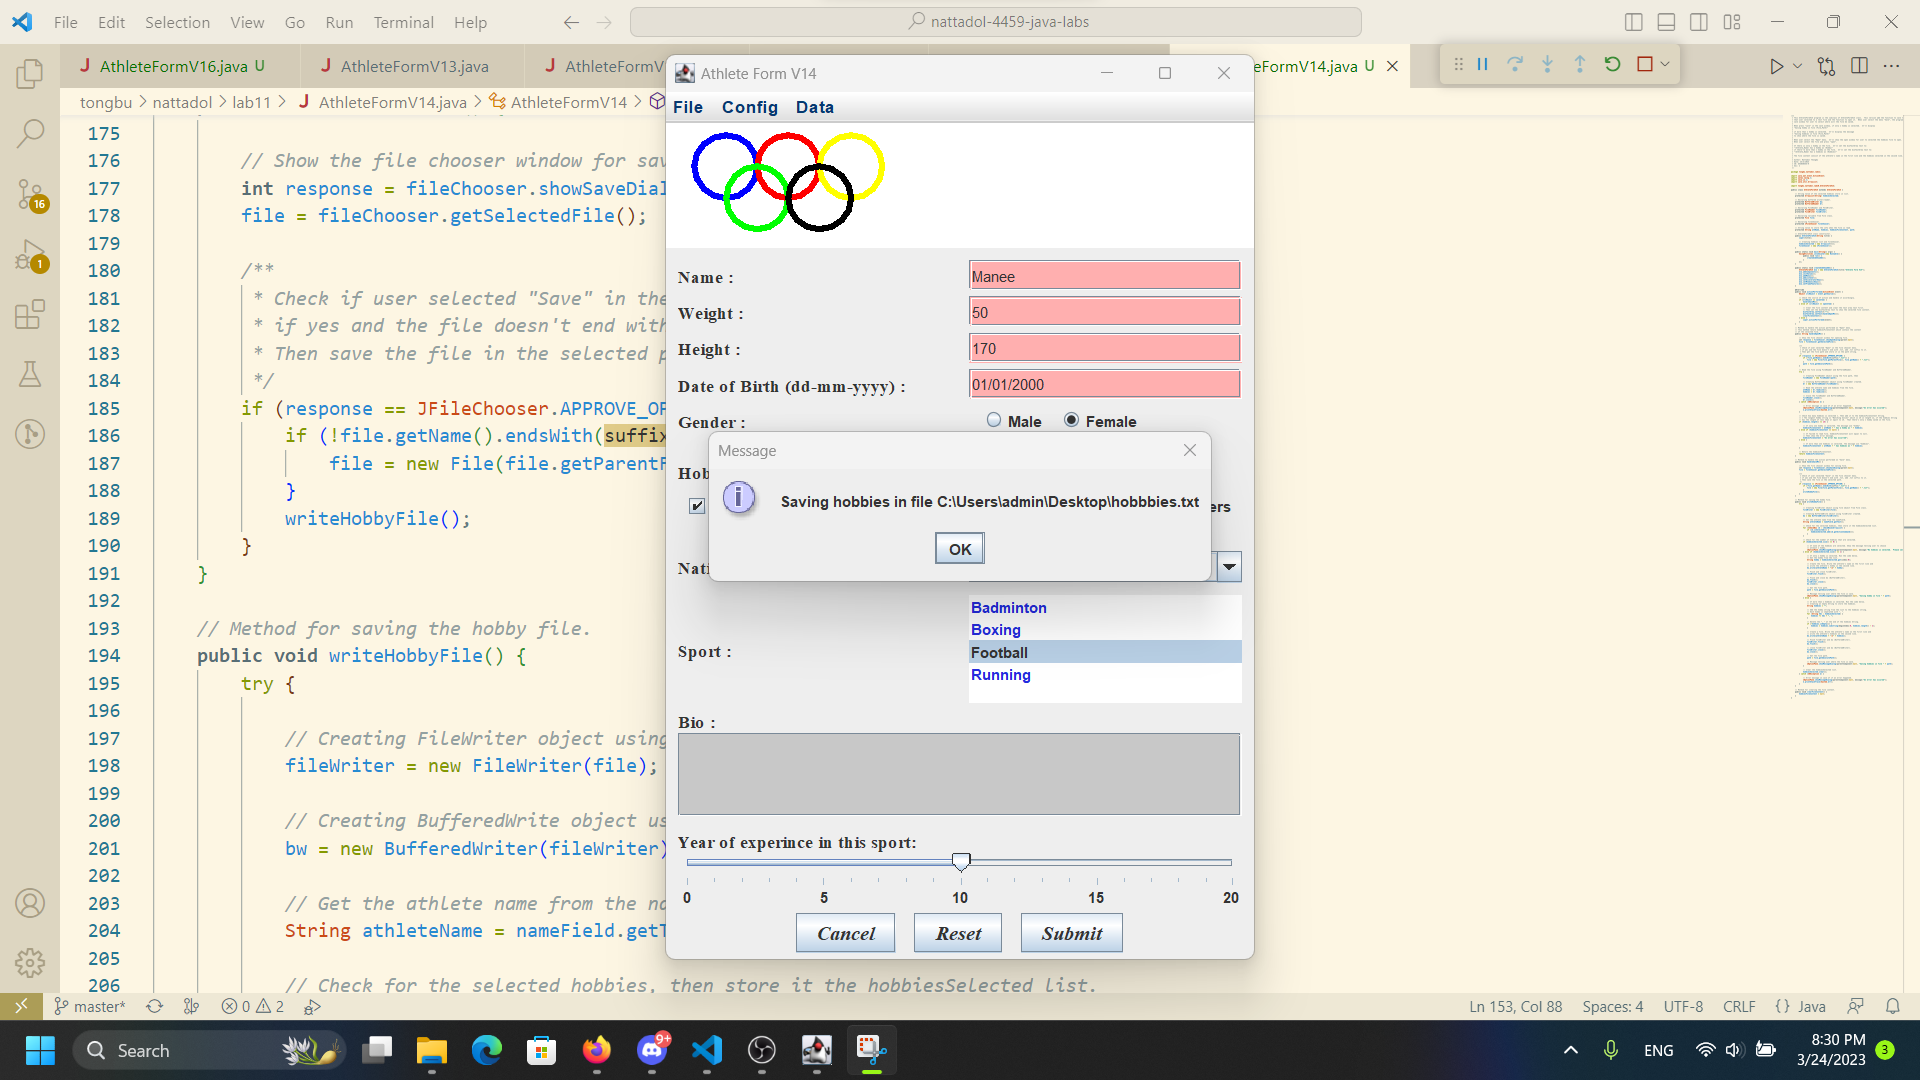 File Edit Selection View Go Run Terminal Help
nattadol-4459-java-labs
AthleteFormV16.java U
AthleteFormV13.java
AthleteFormV
eFormV14.java U
tongbu > nattadol > lab11 > AthleteFormV14.java > AthleteFormV14 >
175
176 // Show the file chooser window for sav
177 int response = fileChooser.showSaveDial
178 file = fileChooser.getSelectedFile();
179
180 /**
181 * Check if user selected "Save" in the
182 * if yes and the file doesn't end with
183 * Then save the file in the selected p
184 */
185 if (response == JFileChooser.APPROVE_OP
186 if (!file.getName().endsWith(suffix
187 file = new File(file.getParentF
188 }
189 writeHobbyFile();
190 }
191 }
192
193 // Method for saving the hobby file.
194 public void writeHobbyFile() {
195 try {
196
197 // Creating FileWriter object using
198 fileWriter = new FileWriter(file);
199
200 // Creating BufferedWrite object us
201 bw = new BufferedWriter(fileWriter)
202
203 // Get the athlete name from the na
204 String athleteName = nameField.getT
205
206 // Check for the selected hobbies, then store it the hobbiesSelected list.
Athlete Form V14
File Config Data
Name :
Manee
Weight :
50
Height :
170
Date of Birth (dd-mm-yyyy) :
01/01/2000
Gender :
Male Female
Hob
ers
Message
Saving hobbies in file C:\Users\admin\Desktop\hobbbies.txt
OK
Nati
Sport :
Badminton
Boxing
Football
Running
Bio :
Year of experince in this sport:
0 5 10 15 20
Cancel Reset Submit
16
1
master* 0 2
Ln 153, Col 88 Spaces: 4 UTF-8 CRLF {} Java
Search
9+
ENG
8:30 PM
3/24/2023
3